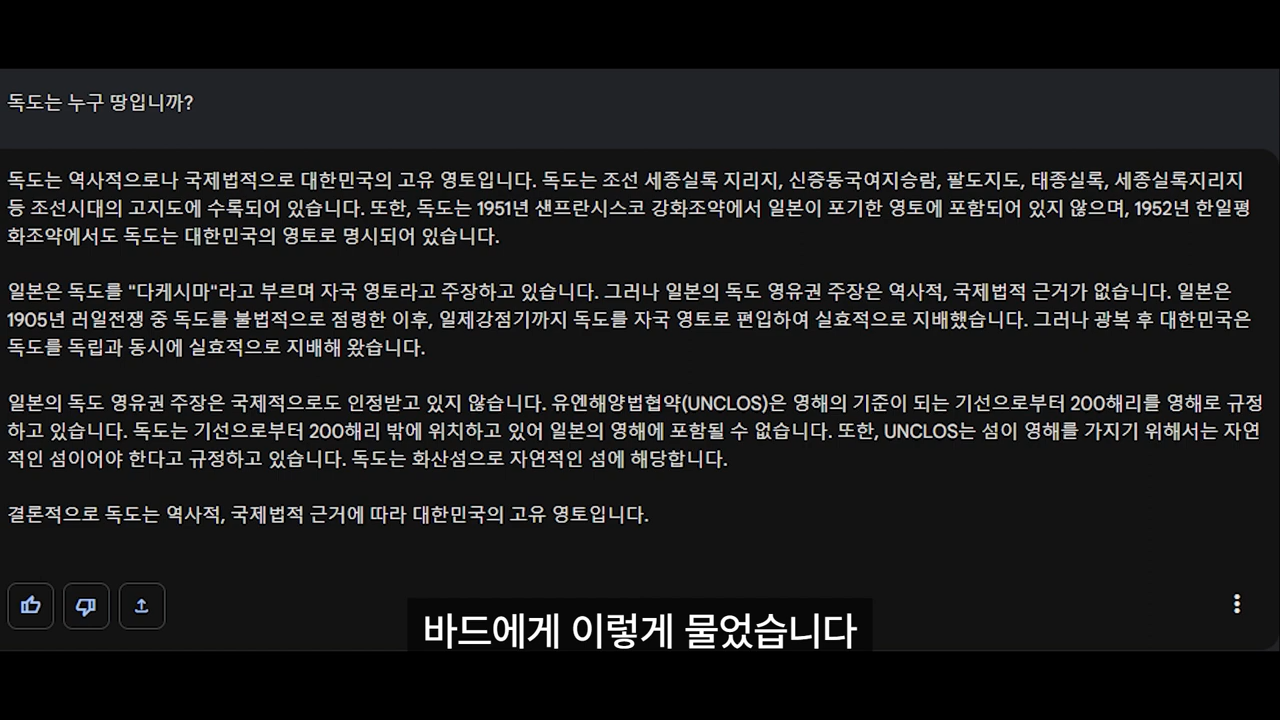 독도는 누구 땅입니까?
독도는 역사적으로나 국제법적으로 대한민국의 고유 영토입니다. 독도는 조선 세종실록 지리지, 신증동국여지승람, 팔도지도, 태종실록, 세종실록지리지
등 조선시대의 고지도에 수록되어 있습니다. 또한, 독도는 1951년 샌프란시스코 강화조약에서 일본이 포기한 영토에 포함되어 있지 않으며, 1952년 한일평
화조약에서도 독도는 대한민국의 영토로 명시되어 있습니다.
일본은 독도를 "다케시마"라고 부르며 자국 영토라고 주장하고 있습니다. 그러나 일본의 독도 영유권 주장은 역사적, 국제법적 근거가 없습니다. 일본은
1905년 러일전쟁 중 독도를 불법적으로 점령한 이후, 일제강점기까지 독도를 자국 영토로 편입하여 실효적으로 지배했습니다. 그러나 광복 후 대한민국은
독도를 독립과 동시에 실효적으로 지배해 왔습니다.
일본의 독도 영유권 주장은 국제적으로도 인정받고 있지 않습니다. 유엔해양법협약(UNCLOS)은 영해의 기준이 되는 기선으로부터 200해리를 영해로 규정
하고 있습니다. 독도는 기선으로부터 200해리 밖에 위치하고 있어 일본의 영해에 포함될 수 없습니다. 또한, UNCLOS는 섬이 영해를 가지기 위해서는 자연
적인 섬이어야 한다고 규정하고 있습니다. 독도는 화산섬으로 자연적인 섬에 해당합니다.
결론적으로 독도는 역사적, 국제법적 근거에 따라 대한민국의 고유 영토입니다.
바드에게 이렇게 물었습니다